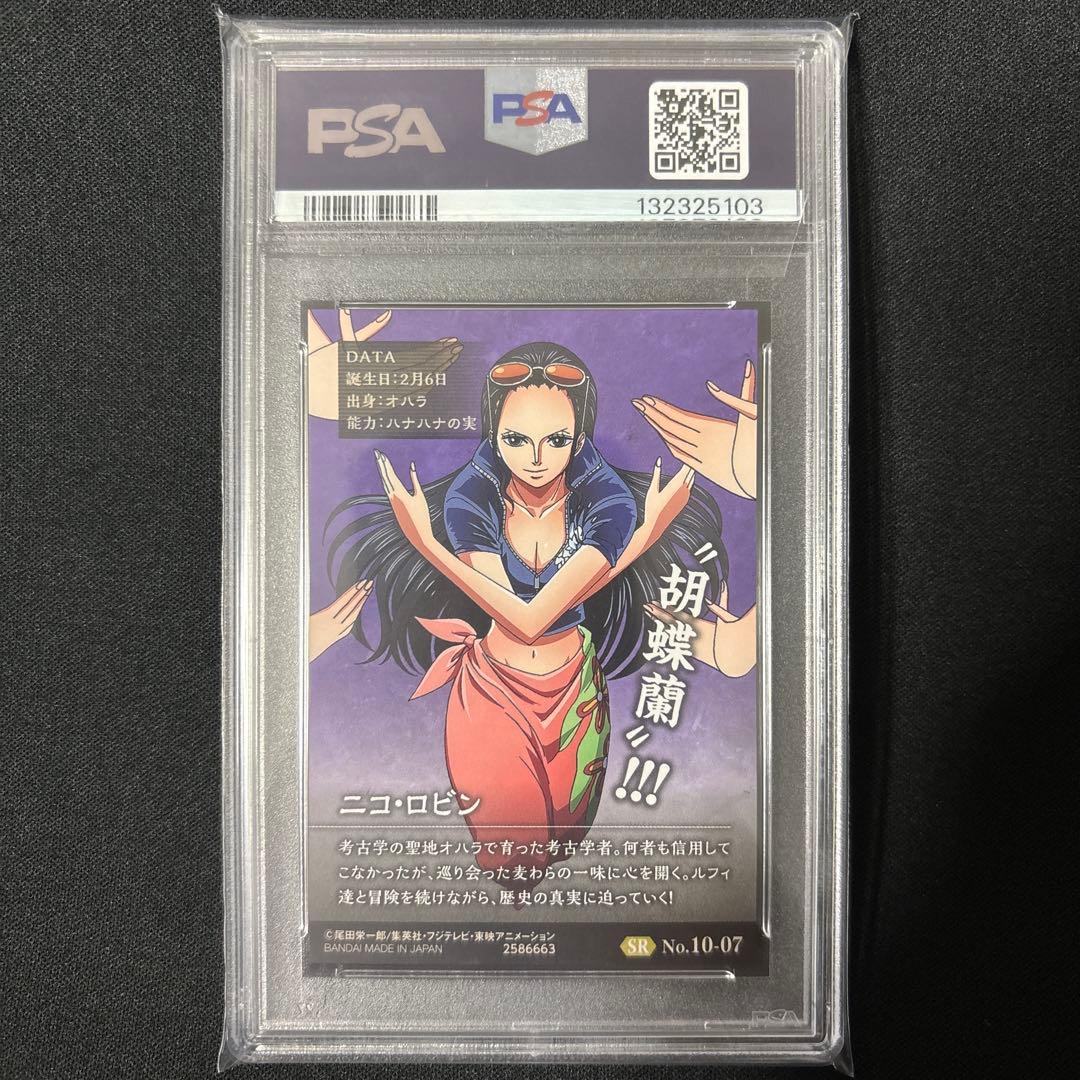 PSA
PSA
132325103
DATA
誕生日:2月6日
出身:オハラ
能力:ハナハナの実
"胡蝶蘭"!!!
ニコ・ロビン
考古学の聖地オハラで育った考古学者。何者も信用して
こなかったが、巡り会った麦わらの一味に心を開く。ルフィ
達と冒険を続けながら、歴史の真実に迫っていく!
©尾田栄一郎/集英社・フジテレビ・東映アニメーション
BANDAI MADE IN JAPAN 2586663
SR No.10-07
PSA